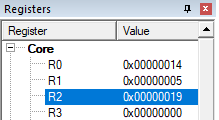 Registers
Register Value
Core
R0 0x00000014
R1 0x00000005
R2 0x00000019
R3 0x00000000